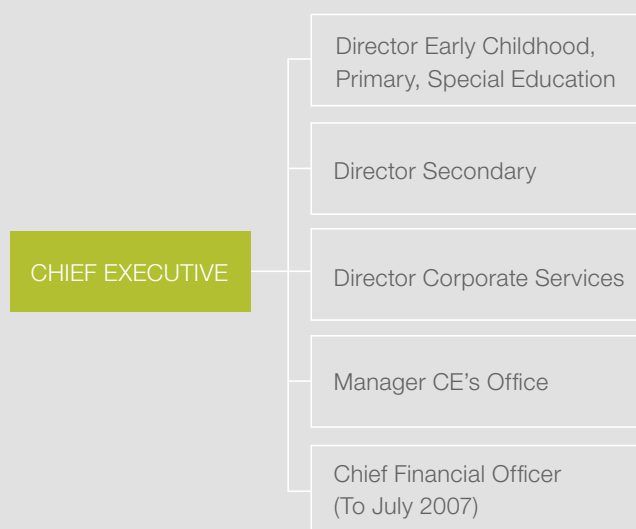 Director Early Childhood,
Primary, Special Education
Director Secondary
CHIEF EXECUTIVE
Director Corporate Services
Manager CE’s Office
Chief Financial Officer
(To July 2007)